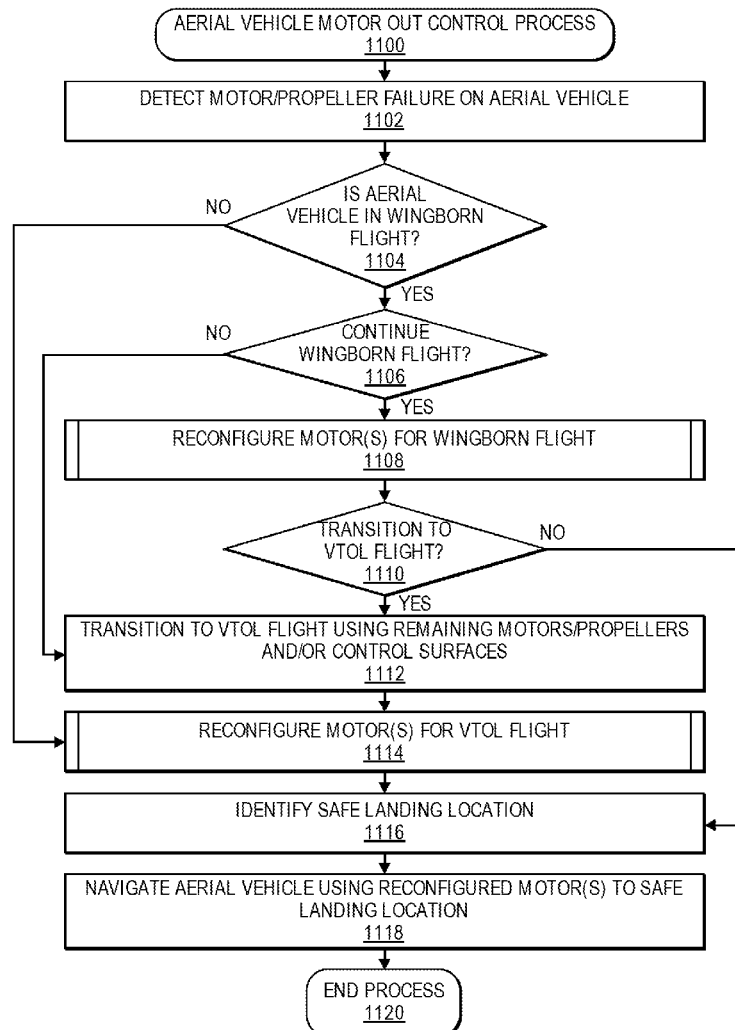 AERIAL VEHICLE MOTOR OUT CONTROL PROCESS
1100
DETECT MOTOR/PROPELLER FAILURE ON AERIAL VEHICLE
1102
IS AERIAL
VEHICLE IN WINGBORN
FLIGHT?
1104
NO
YES
CONTINUE
WINGBORN FLIGHT?
1106
NO
YES
RECONFIGURE MOTOR(S) FOR WINGBORN FLIGHT
1108
TRANSITION TO
VTOL FLIGHT?
1110
NO
YES
TRANSITION TO VTOL FLIGHT USING REMAINING MOTORS/PROPELLERS
AND/OR CONTROL SURFACES
1112
RECONFIGURE MOTOR(S) FOR VTOL FLIGHT
1114
IDENTIFY SAFE LANDING LOCATION
1116
NAVIGATE AERIAL VEHICLE USING RECONFIGURED MOTOR(S) TO SAFE
LANDING LOCATION
1118
END PROCESS
1120